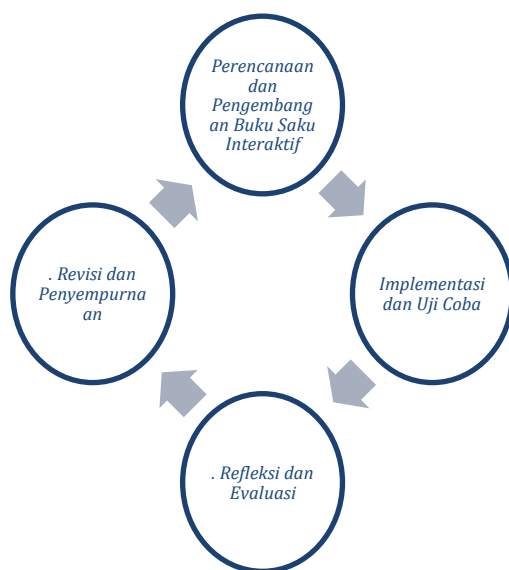 Perencanaan
dan
Pengembang
an Buku Saku
Interaktif
Implementasi
dan Uji Coba
. Refleksi dan
Evaluasi
. Revisi dan
Penyempurna
an